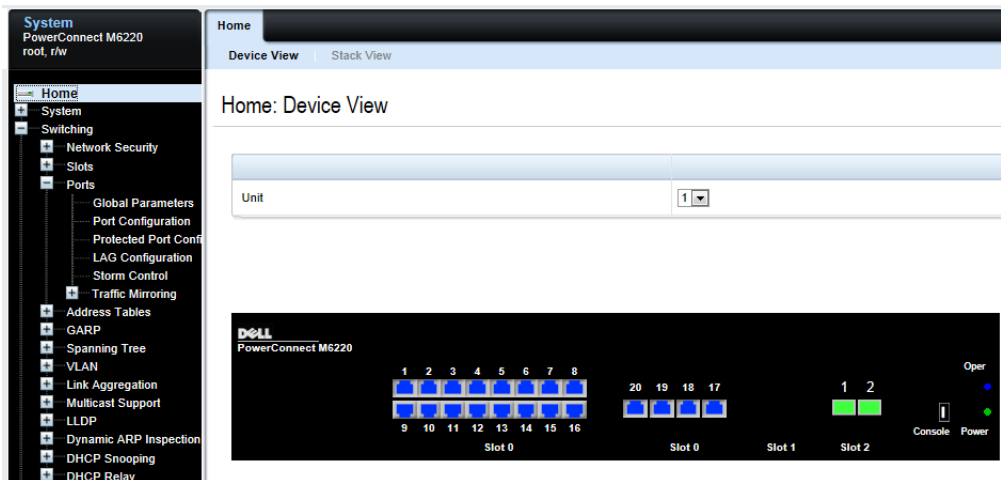 System
PowerConnect M6220
root, r/w
Home
Device View
Stack View
Home
System
Switching
Network Security
Slots
Ports
Global Parameters
Port Configuration
Protected Port Confi
LAG Configuration
Storm Control
Traffic Mirroring
Address Tables
GARP
Spanning Tree
VLAN
Link Aggregation
Multicast Support
LLDP
Dynamic ARP Inspection
DHCP Snooping
DHCP Relay
Home: Device View
Unit 1
DELL
PowerConnect M6220
1 2 3 4 5 6 7 8
9 10 11 12 13 14 15 16
Slot 0
20 19 18 17
Slot 0
Slot 1
1 2
Slot 2
Oper
Console Power